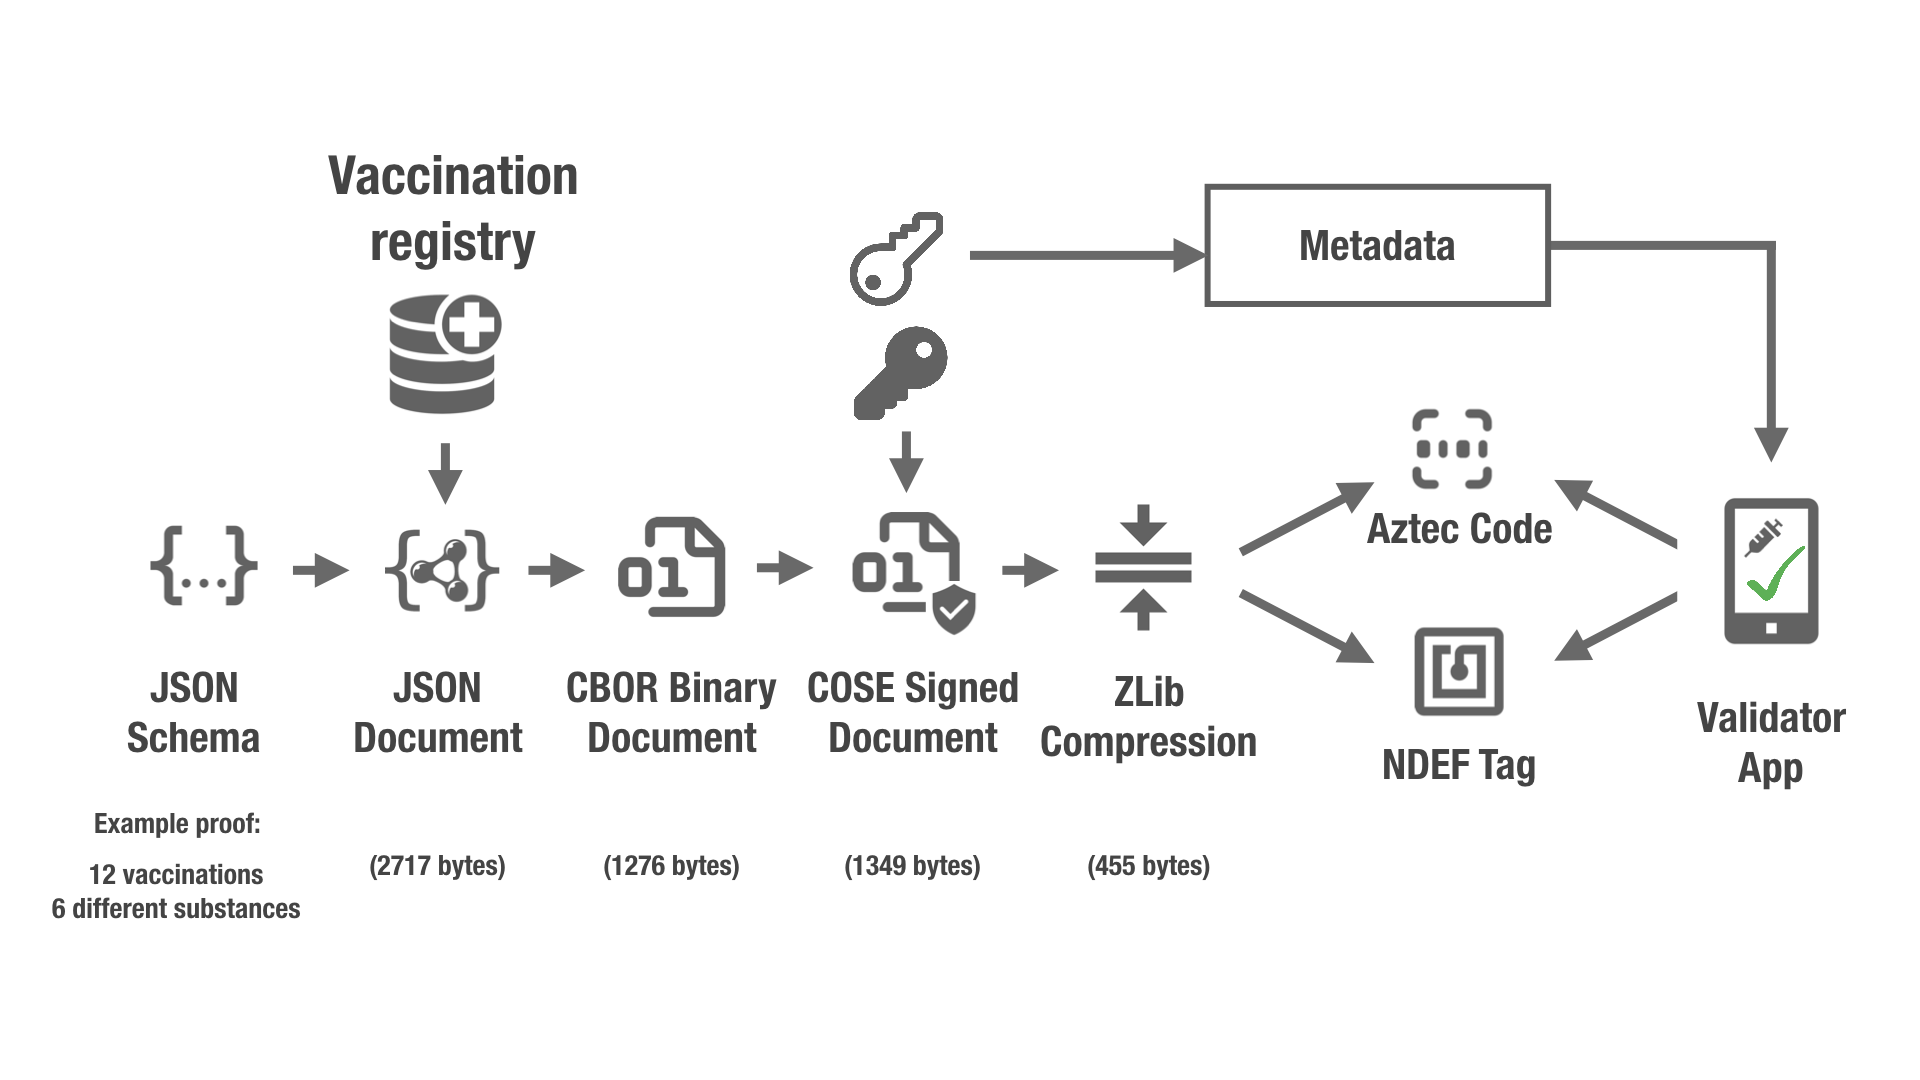 Vaccination
registry
Metadata
Aztec Code
JSON
Schema
JSON
Document
CBOR Binary
Document
COSE Signed
Document
ZLib
Compression
NDEF Tag
Validator
App
Example proof:
12 vaccinations
6 different substances
(2717 bytes)
(1276 bytes)
(1349 bytes)
(455 bytes)